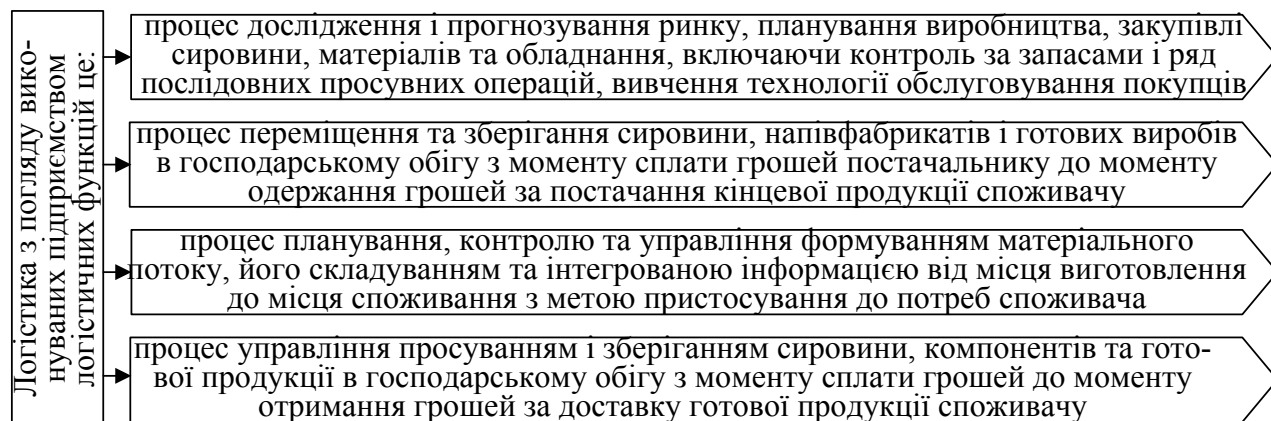 Логістика з погляду вико-
нуваних підприємством
логістичних функцій це:
процес дослідження і прогнозування ринку, планування виробництва, закупівлі
сировини, матеріалів та обладнання, включаючи контроль за запасами і ряд
послідовних просувних операцій, вивчення технології обслуговування покупців
процес переміщення та зберігання сировини, напівфабрикатів і готових виробів
в господарському обігу з моменту сплати грошей постачальнику до моменту
одержання грошей за постачання кінцевої продукції споживачу
процес планування, контролю та управління формуванням матеріального
потоку, його складуванням та інтегрованою інформацією від місця виготовлення
до місця споживання з метою пристосування до потреб споживача
процес управління просуванням і зберіганням сировини, компонентів та гото-
вої продукції в господарському обігу з моменту сплати грошей до моменту
отримання грошей за доставку готової продукції споживачу